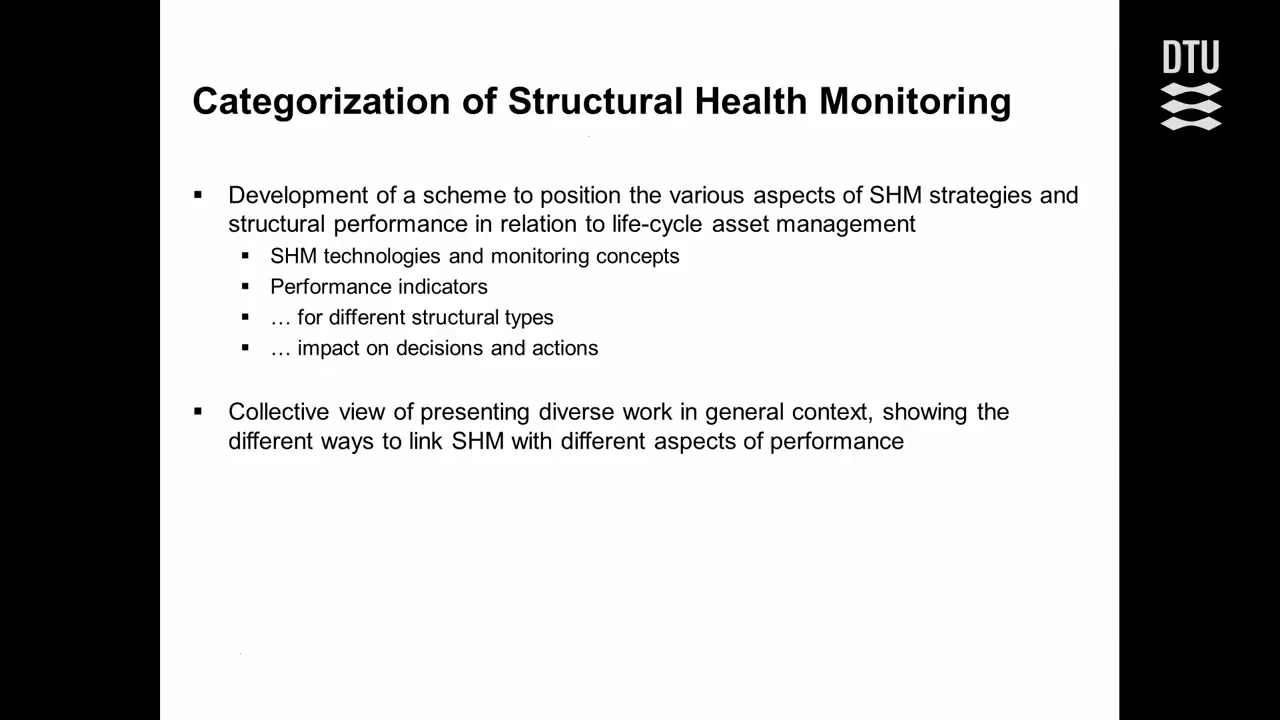 DTU
Categorization of Structural Health Monitoring
▪ Development of a scheme to position the various aspects of SHM strategies and
structural performance in relation to life-cycle asset management
▪ SHM technologies and monitoring concepts
▪ Performance indicators
▪ … for different structural types
▪ … impact on decisions and actions
▪ Collective view of presenting diverse work in general context, showing the
different ways to link SHM with different aspects of performance